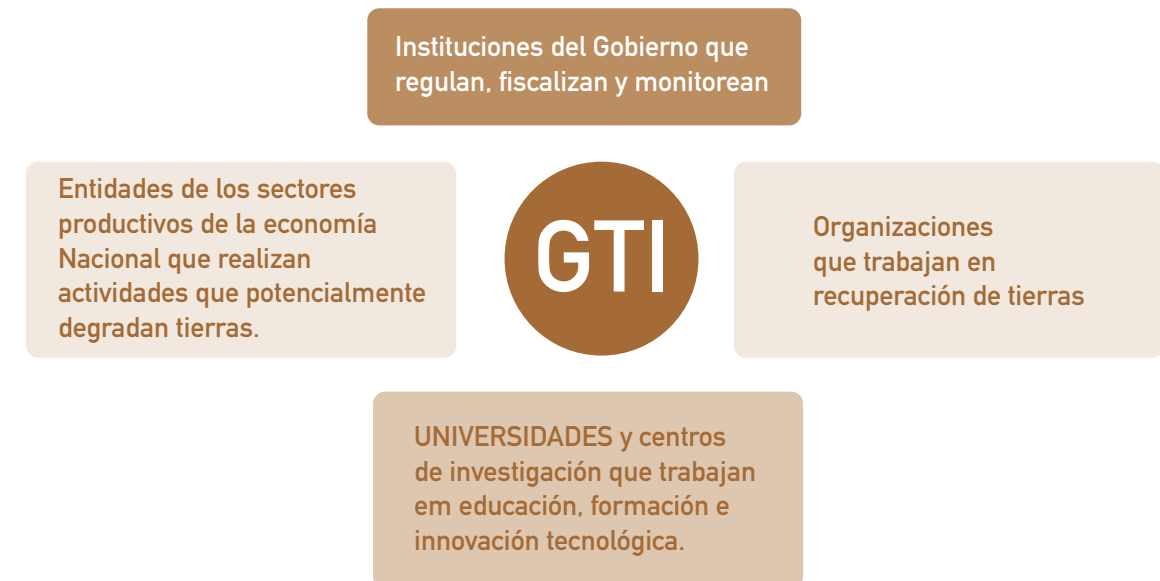 Instituciones del Gobierno que
regulan, fiscalizan y monitorean
Entidades de los sectores
productivos de la economía
Nacional que realizan
actividades que potencialmente
degradan tierras.
GTI
Organizaciones
que trabajan en
recuperación de tierras
UNIVERSIDADES y centros
de investigación que trabajan
em educación, formación e
innovación tecnológica.